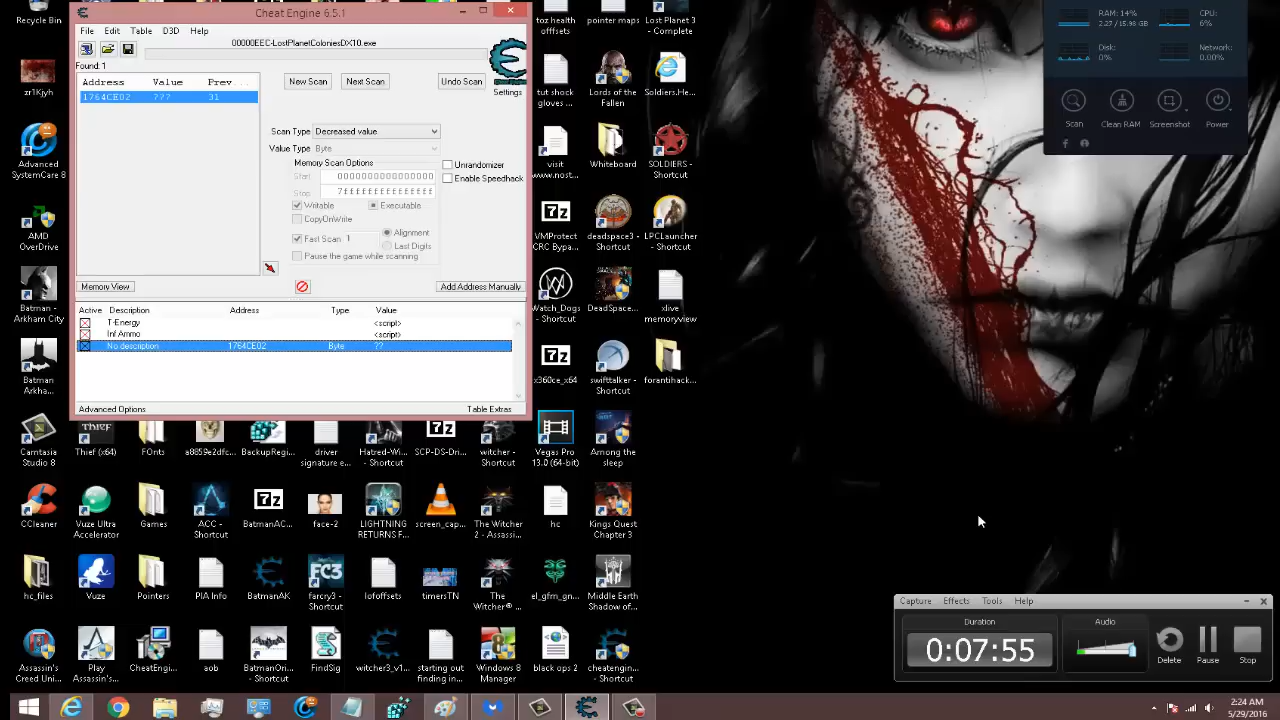 Recycle Bin
Cheat Engine 6.5.1
File Edit Table D3D Help
00000EEC-LostPlanetColoniesDX10.exe
Found: 1
Address Value Prev ...
1764CE02 ??? 31
New Scan Next Scan Undo Scan
Settings
Scan Type Decreased value
Value Type Byte
Memory Scan Options
Start 0000000000000000
Stop 7fffffffffffffff
Writable Executable
CopyOnWrite
Fast Scan 1 Alignment
Last Digits
Pause the game while scanning
Unrandomizer
Enable Speedhack
Memory View Add Address Manually
Active Description Address Type Value
T-Energy <script>
Inf Ammo <script>
No description 1764CE02 Byte ??
Advanced Options Table Extras
toz health offfsets
pointer maps
Lost Planet 3 - Complete
RAM: 14%
2.27 / 15.98 GB
CPU:
6%
Disk:
0%
Network:
0.00%
Scan Clean RAM Screenshot Power
zr1Kjyh
tut shock gloves ...
Lords of the Fallen
Soldiers.He...
Advanced SystemCare 8
visit www.nost...
Whiteboard
SOLDIERS - Shortcut
AMD OverDrive
VMProtect CRC Bypa...
deadspace3 - Shortcut
LPCLauncher - Shortcut
Batman - Arkham City
Watch_Dogs - Shortcut
DeadSpace...
xlive memoryview
Batman Arkha...
x360ce_x64
swifttalker - Shortcut
forantihack...
Camtasia Studio 8
Thief (x64)
FOnts
a8859e2dfc...
BackupRegi...
driver signature e...
Hatred-Wi... - Shortcut
SCP-DS-Dri...
witcher - Shortcut
Vegas Pro 13.0 (64-bit)
Among the sleep
CCleaner
Vuze Ultra Accelerator
Games
ACC - Shortcut
BatmanAC...
face-2
LIGHTNING RETURNS F...
screen_cap...
The Witcher 2 - Assassi...
hc
Kings Quest Chapter 3
hc_files
Vuze
Pointers
PIA Info
BatmanAK
farcry3 - Shortcut
lofoffsets
timersTN
The Witcher® ...
el_gfm_gn...
Middle Earth Shadow of...
Assassin's Creed Uni...
Play Assassin's...
CheatEngin...
aob
BatmanOri... - Shortcut
FindSig
witcher3_v1...
starting out finding in...
Windows 8 Manager
black ops 2
cheatengin... - Shortcut
Capture Effects Tools Help
Duration
0:07:55
Audio
Delete Pause Stop
2:24 AM
5/29/2016